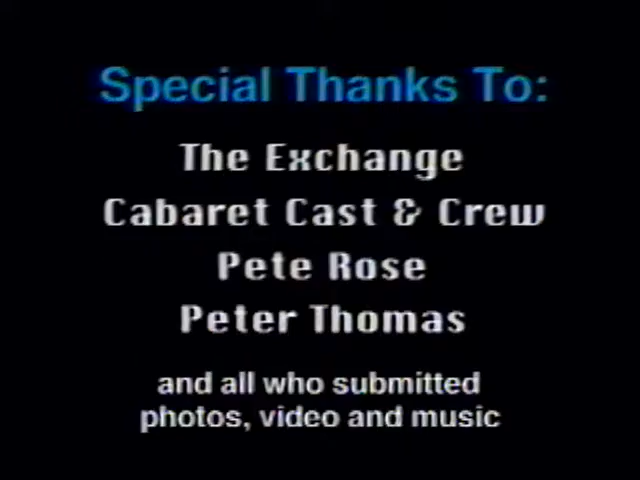 Special Thanks To:
The Exchange
Cabaret Cast & Crew
Pete Rose
Peter Thomas
and all who submitted
photos, video and music